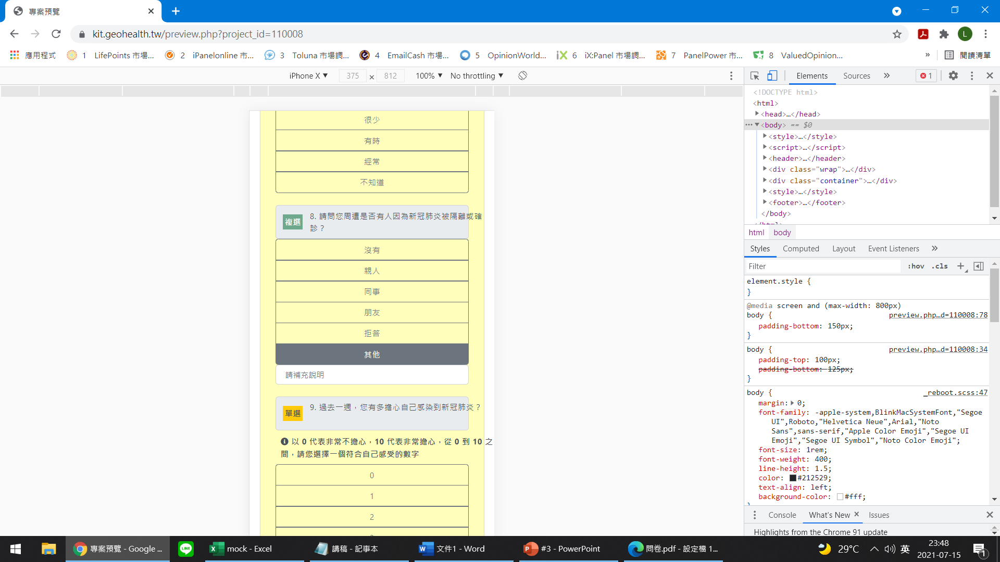 專案預覽
kit.geohealth.tw/preview.php?project_id=110008
L
應用程式
1 LifePoints 市場...
2 iPanelonline 市...
3 Toluna 市場調...
4 EmailCash 市場...
5 OpinionWorld...
6 iX:Panel 市場調...
7 PanelPower 市...
8 ValuedOpinion...
»
閱讀清單
iPhone X ▼ 375 × 812 100% ▼ No throttling ▼
Elements Sources » 1
很少
有時
經常
不知道
複選 8. 請問您周遭是否有人因為新冠肺炎被隔離或確
診？
沒有
親人
同事
朋友
拒答
其他
請補充說明
單選 9. 過去一週，您有多擔心自己感染到新冠肺炎？
以 0 代表非常不擔心，10 代表非常擔心，從 0 到 10 之
間，請您選擇一個符合自己感受的數字
0
1
2
<!DOCTYPE html>
<html>
<head>…</head>
<body> == $0
<style>…</style>
<script>…</script>
<header>…</header>
<div class="wrap">…</div>
<div class="container">…</div>
<style>…</style>
<footer>…</footer>
</body>
</html>
html body
Styles Computed Layout Event Listeners »
Filter :hov .cls +
element.style {
}
@media screen and (max-width: 800px)
body { preview.php…d=110008:78
padding-bottom: 150px;
}
body { preview.php…d=110008:34
padding-top: 100px;
padding-bottom: 125px;
}
body { _reboot.scss:47
margin: 0;
font-family: -apple-system,BlinkMacSystemFont,"Segoe
UI",Roboto,"Helvetica Neue",Arial,"Noto
Sans",sans-serif,"Apple Color Emoji","Segoe UI
Emoji","Segoe UI Symbol","Noto Color Emoji";
font-size: 1rem;
font-weight: 400;
line-height: 1.5;
color: #212529;
text-align: left;
background-color: #fff;
}
Console What's New × Issues
Highlights from the Chrome 91 update
專案預覽 - Google ...
LINE
mock - Excel
講稿 - 記事本
文件1 - Word
#3 - PowerPoint
問卷.pdf - 設定檔 1...
29°C
英
23:48
2021-07-15
1